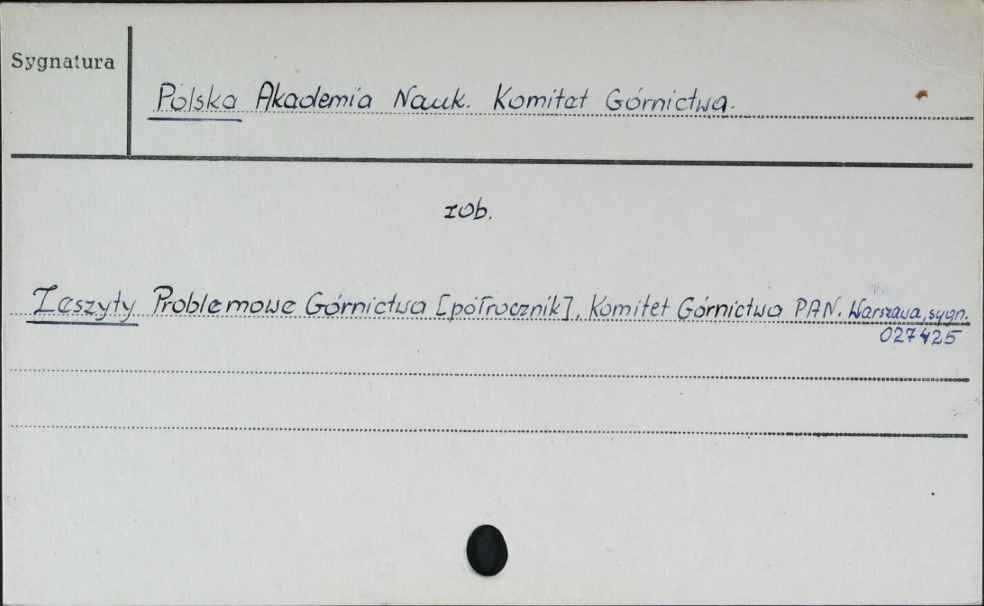 Sygnatura
Polska Akademia Nauk. Komitet Górnictwa.
zob.
Zeszyty Problemowe Górnictwa [półrocznik], Komitet Górnictwa PAN. Warszawa, sygn.
027425